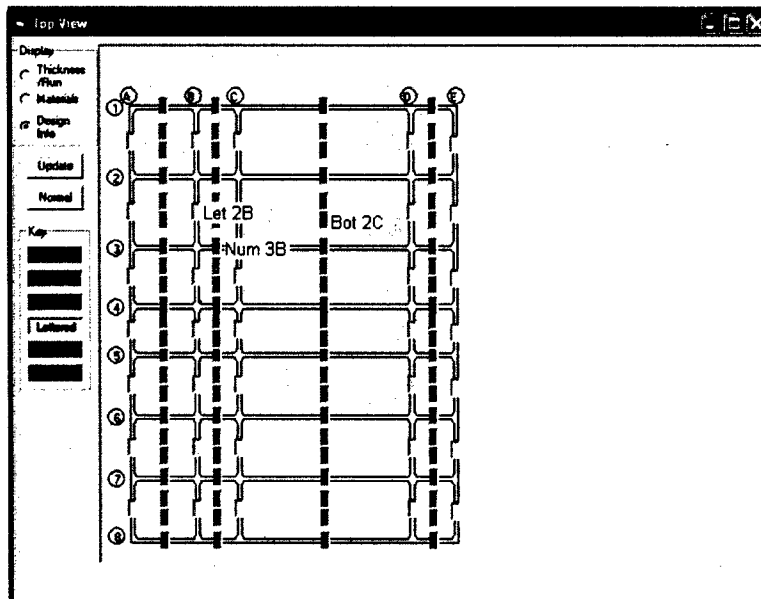 Top View
Display
Thickness
/Run
Materials
Design
Info
Update
Normal
Key
Lettered
A B C D E
1
2
Let 2B
Bot 2C
3
Num 3B
4
5
6
7
8